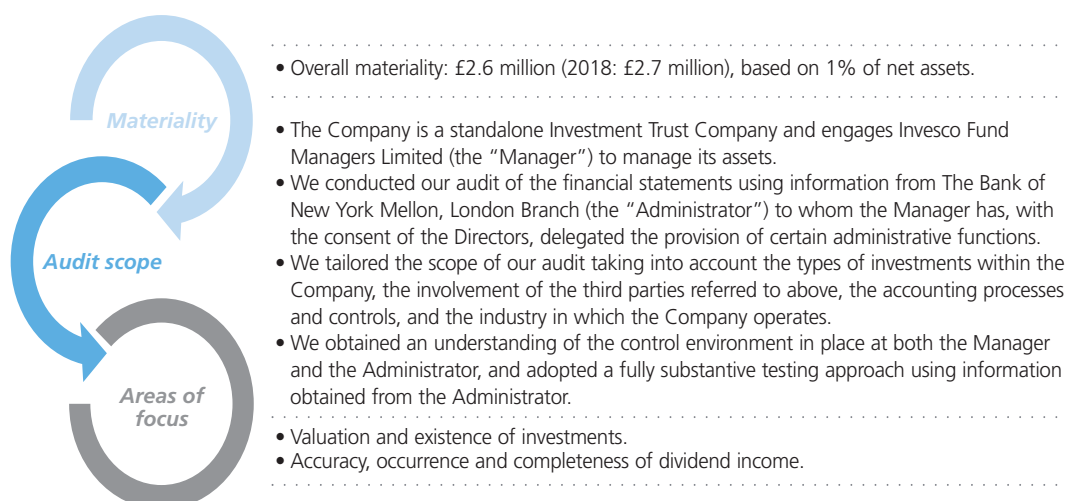 Materiality
• Overall materiality: £2.6 million (2018: £2.7 million), based on 1% of net assets.
Audit scope
• The Company is a standalone Investment Trust Company and engages Invesco Fund
Managers Limited (the “Manager”) to manage its assets.
• We conducted our audit of the financial statements using information from The Bank of
New York Mellon, London Branch (the “Administrator”) to whom the Manager has, with
the consent of the Directors, delegated the provision of certain administrative functions.
• We tailored the scope of our audit taking into account the types of investments within the
Company, the involvement of the third parties referred to above, the accounting processes
and controls, and the industry in which the Company operates.
• We obtained an understanding of the control environment in place at both the Manager
and the Administrator, and adopted a fully substantive testing approach using information
obtained from the Administrator.
Areas of
focus
• Valuation and existence of investments.
• Accuracy, occurrence and completeness of dividend income.